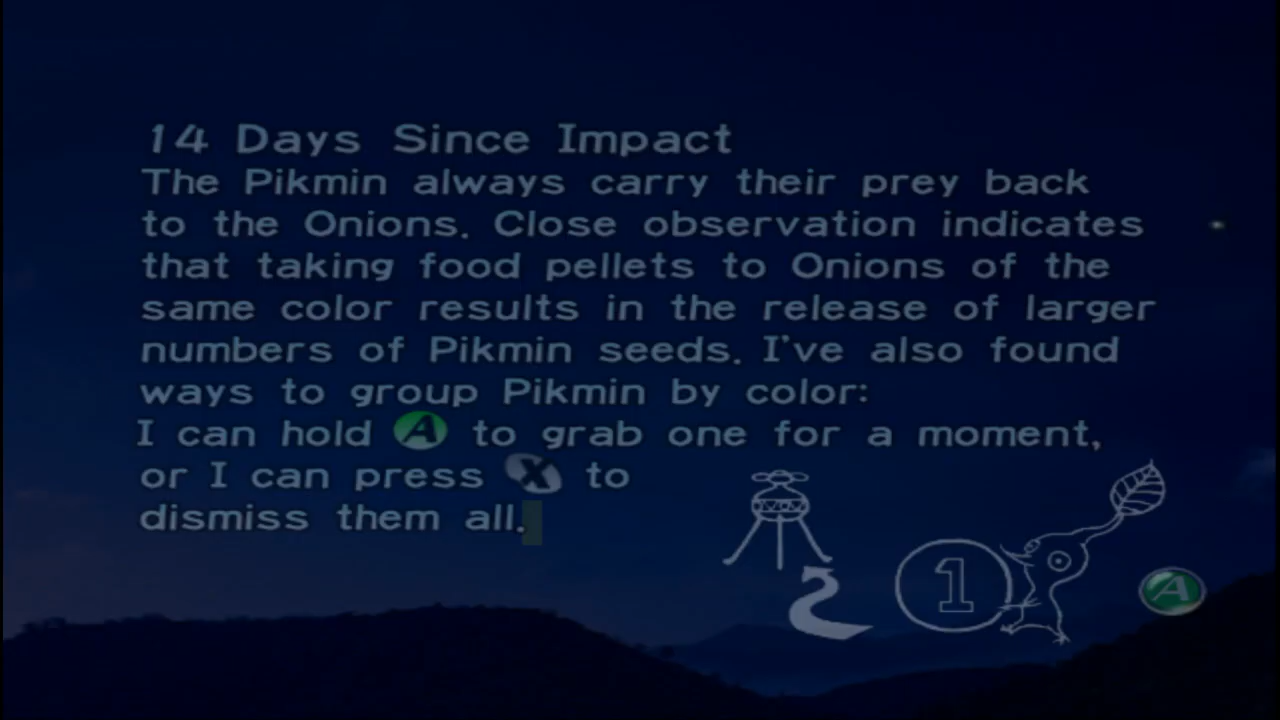 14 Days Since Impact
The Pikmin always carry their prey back
to the Onions. Close observation indicates
that taking food pellets to Onions of the
same color results in the release of larger
numbers of Pikmin seeds. I've also found
ways to group Pikmin by color:
I can hold A to grab one for a moment,
or I can press X to
dismiss them all.
1
A